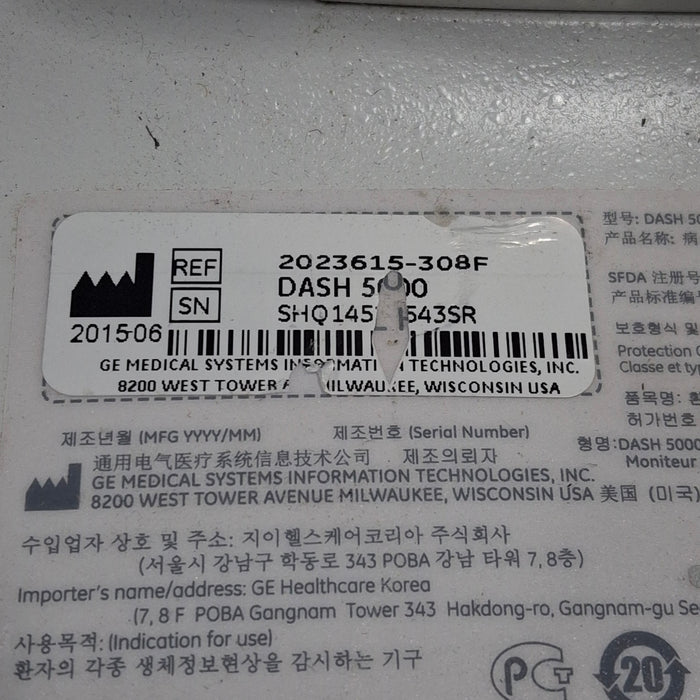 REF 2023615-308F
SN DASH 5000
SHQ145 543SR
2015-06
GE MEDICAL SYSTEMS INFORMATION TECHNOLOGIES, INC.
8200 WEST TOWER MILWAUKEE, WISCONSIN USA
제조년월 (MFG YYYY/MM) 제조번호 (Serial Number)
通用电气医疗系统信息技术公司 제조의뢰자
GE MEDICAL SYSTEMS INFORMATION TECHNOLOGIES, INC.
8200 WEST TOWER AVENUE MILWAUKEE, WISCONSIN USA 美国 (미국)
수입업자 상호 및 주소: 지이헬스케어코리아 주식회사
(서울시 강남구 학동로 343 POBA 강남 타워 7, 8층)
Importer's name/address: GE Healthcare Korea
(7, 8 F POBA Gangnam Tower 343 Hakdong-ro, Gangnam-gu Se
사용목적: (Indication for use)
환자의 각종 생체정보현상을 감시하는 기구
型号: DASH 50
产品名称: 病
SFDA 注册号
产品标准编号
보호형식 및
Protection
Classe et ty
품목명: 환
허가번호
형명: DASH 5000
Moniteur
20